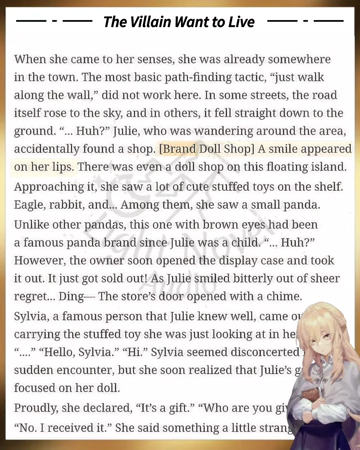 The Villain Want to Live
When she came to her senses, she was already somewhere
in the town. The most basic path-finding tactic, “just walk
along the wall,” did not work here. In some streets, the road
itself rose to the sky, and in others, it fell straight down to the
ground. “... Huh?” Julie, who was wandering around the area,
accidentally found a shop. [Brand Doll Shop] A smile appeared
on her lips. There was even a doll shop on this floating island.
Approaching it, she saw a lot of cute stuffed toys on the shelf.
Eagle, rabbit, and... Among them, she saw a small panda.
Unlike other pandas, this one with brown eyes had been
a famous panda brand since Julie was a child. “... Huh?”
However, the owner soon opened the display case and took
it out. It just got sold out! As Julie smiled bitterly out of sheer
regret... Ding— The store’s door opened with a chime.
Sylvia, a famous person that Julie knew well, came
carrying the stuffed toy she was just looking at in
“....” “Hello, Sylvia.” “Hi.” Sylvia seemed disconcerted
sudden encounter, but she soon realized that Julie’s
focused on her doll.
Proudly, she declared, “It’s a gift.” “Who are you
“No. I received it.” She said something a little